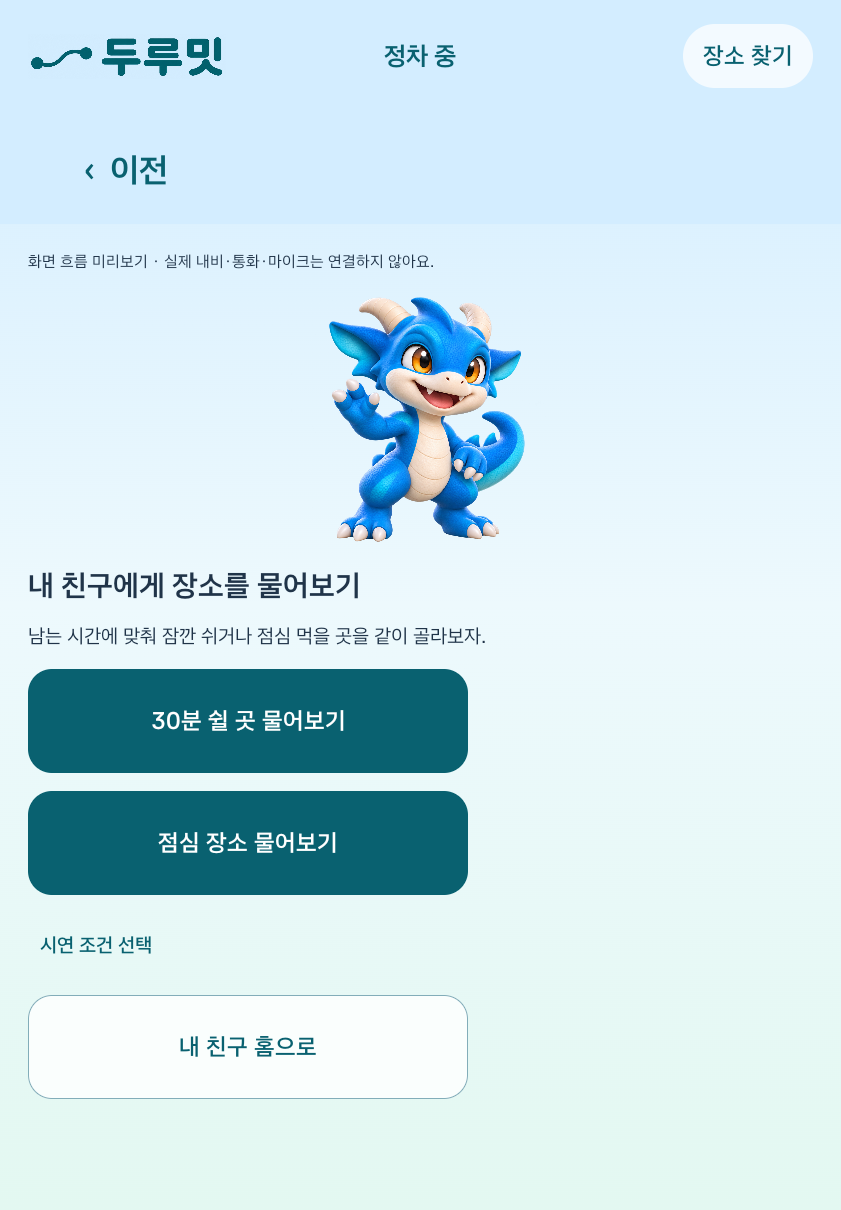 두루밋
정차 중
장소 찾기
‹ 이전
화면 흐름 미리보기 · 실제 내비·통화·마이크는 연결하지 않아요.
내 친구에게 장소를 물어보기
남는 시간에 맞춰 잠깐 쉬거나 점심 먹을 곳을 같이 골라보자.
30분 쉴 곳 물어보기
점심 장소 물어보기
시연 조건 선택
내 친구 홈으로